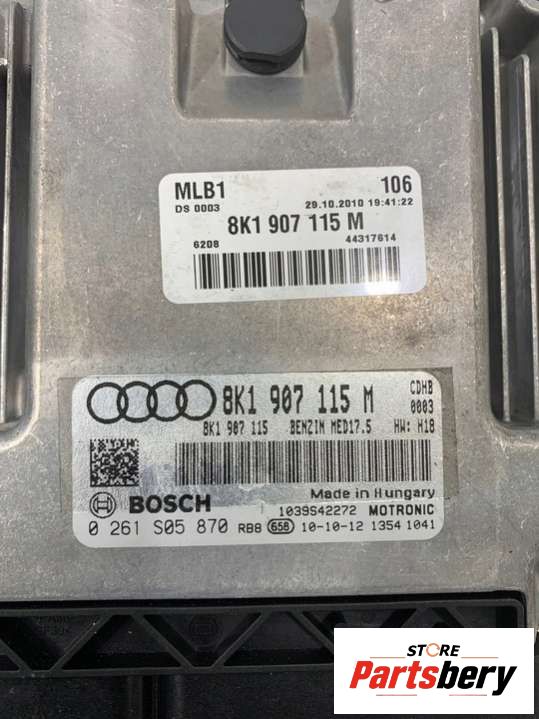 MLB1 106
DS 0003 29.10.2010 19:41:22
8K1 907 115 M
6208 44317614
8K1 907 115 M CDHB
0003
8K1 907 115 BENZIN MED17.5 HW: H18
Made in Hungary
BOSCH 1039S42272 MOTRONIC
0 261 S05 870 RBB 658 10-10-12 1354 1041
STORE
Partsbery